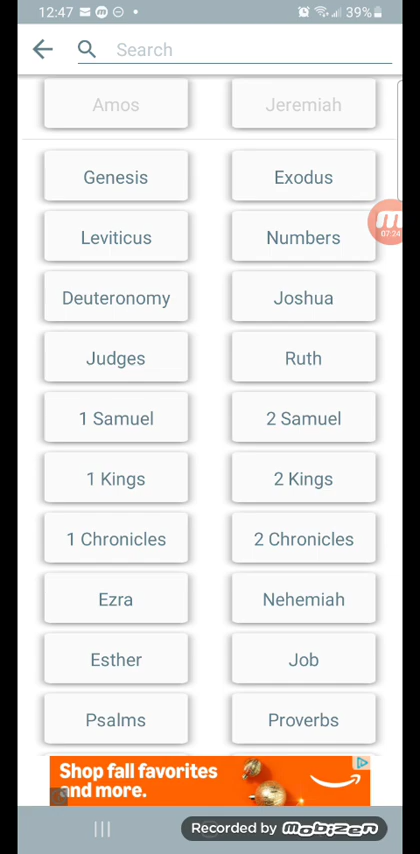 12:47 39%
Search
Amos Jeremiah
Genesis Exodus
07:24
Leviticus Numbers
Deuteronomy Joshua
Judges Ruth
1 Samuel 2 Samuel
1 Kings 2 Kings
1 Chronicles 2 Chronicles
Ezra Nehemiah
Esther Job
Psalms Proverbs
Shop fall favorites
and more.
Recorded by mobizen